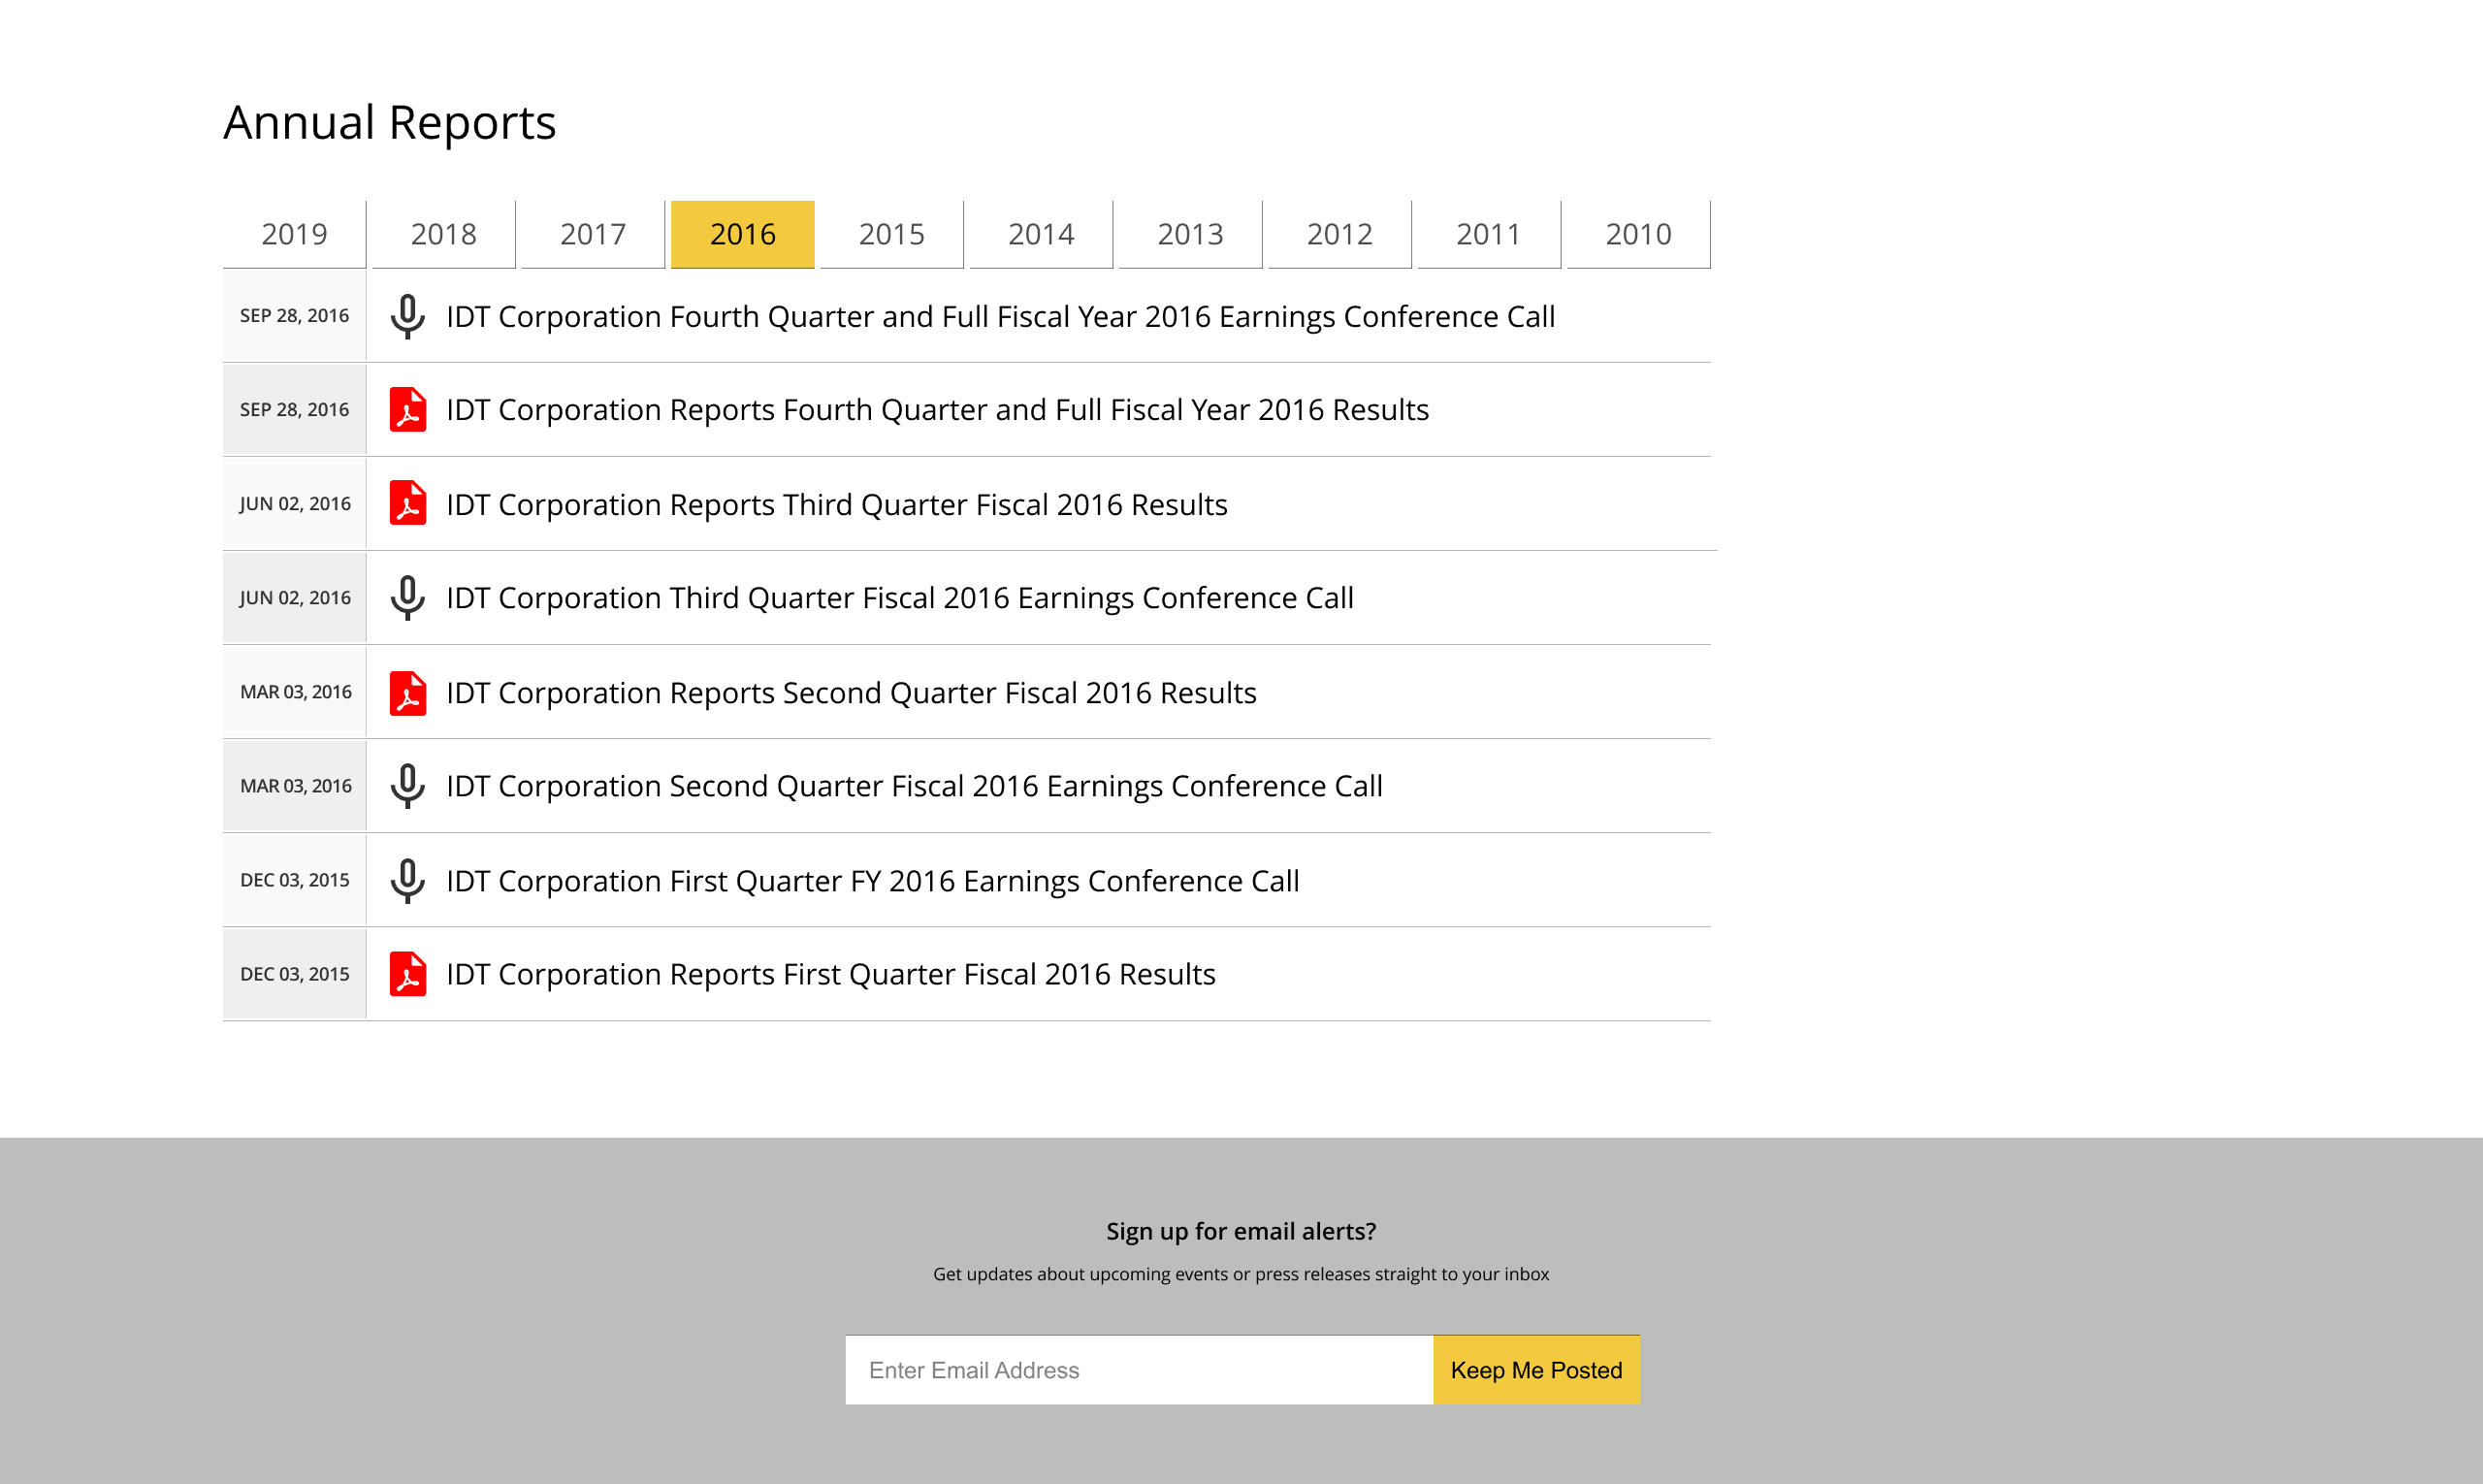 Annual Reports
2019 2018 2017 2016 2015 2014 2013 2012 2011 2010
SEP 28, 2016 IDT Corporation Fourth Quarter and Full Fiscal Year 2016 Earnings Conference Call
SEP 28, 2016 IDT Corporation Reports Fourth Quarter and Full Fiscal Year 2016 Results
JUN 02, 2016 IDT Corporation Reports Third Quarter Fiscal 2016 Results
JUN 02, 2016 IDT Corporation Third Quarter Fiscal 2016 Earnings Conference Call
MAR 03, 2016 IDT Corporation Reports Second Quarter Fiscal 2016 Results
MAR 03, 2016 IDT Corporation Second Quarter Fiscal 2016 Earnings Conference Call
DEC 03, 2015 IDT Corporation First Quarter FY 2016 Earnings Conference Call
DEC 03, 2015 IDT Corporation Reports First Quarter Fiscal 2016 Results
Sign up for email alerts?
Get updates about upcoming events or press releases straight to your inbox
Enter Email Address Keep Me Posted